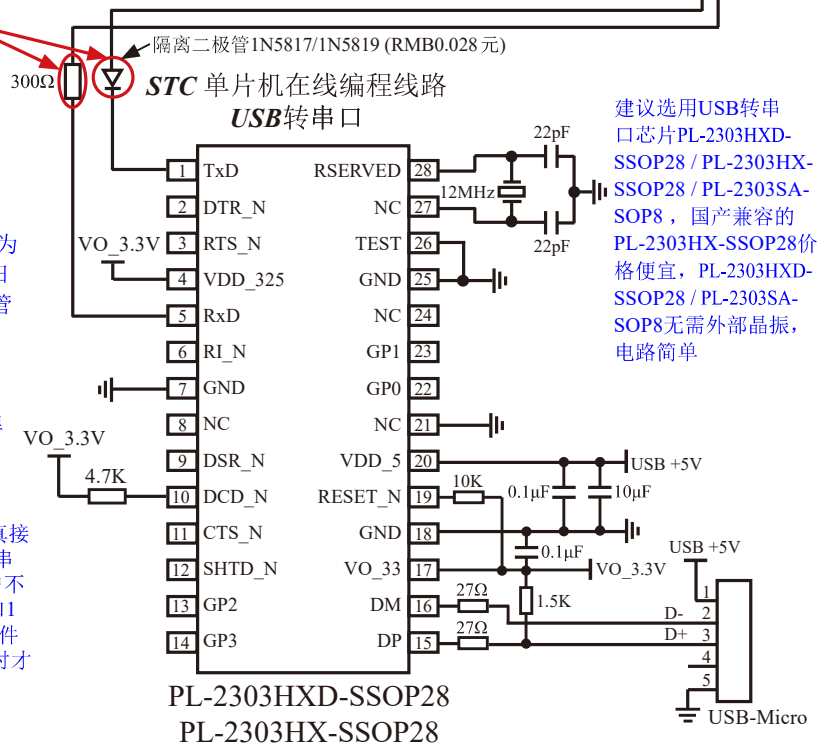 隔离二极管1N5817/1N5819 (RMB0.028元)
300Ω
STC 单片机在线编程线路
USB转串口
建议选用USB转串
口芯片PL-2303HXD-
SSOP28 / PL-2303HX-
SSOP28 / PL-2303SA-
SOP8 ，国产兼容的
PL-2303HX-SSOP28价
格便宜，PL-2303HXD-
SSOP28 / PL-2303SA-
SOP8无需外部晶振，
电路简单
为
管
VO_3.3V
VO_3.3V
4.7K
接
串
不
1
件
时才
1 TxD
2 DTR_N
3 RTS_N
4 VDD_325
5 RxD
6 RI_N
7 GND
8 NC
9 DSR_N
10 DCD_N
11 CTS_N
12 SHTD_N
13 GP2
14 GP3
RSERVED 28
NC 27
TEST 26
GND 25
NC 24
GP1 23
GP0 22
NC 21
VDD_5 20
RESET_N 19
GND 18
VO_33 17
DM 16
DP 15
22pF
12MHz
22pF
USB +5V
10K
0.1μF
10μF
0.1μF
VO_3.3V
27Ω
1.5K
27Ω
USB +5V
1
D- 2
D+ 3
4
5
USB-Micro
PL-2303HXD-SSOP28
PL-2303HX-SSOP28